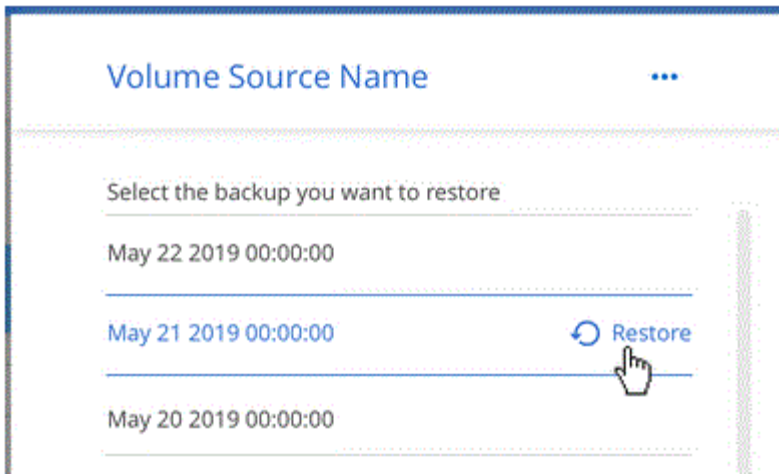 Volume Source Name
Select the backup you want to restore
May 22 2019 00:00:00
May 21 2019 00:00:00 Restore
May 20 2019 00:00:00